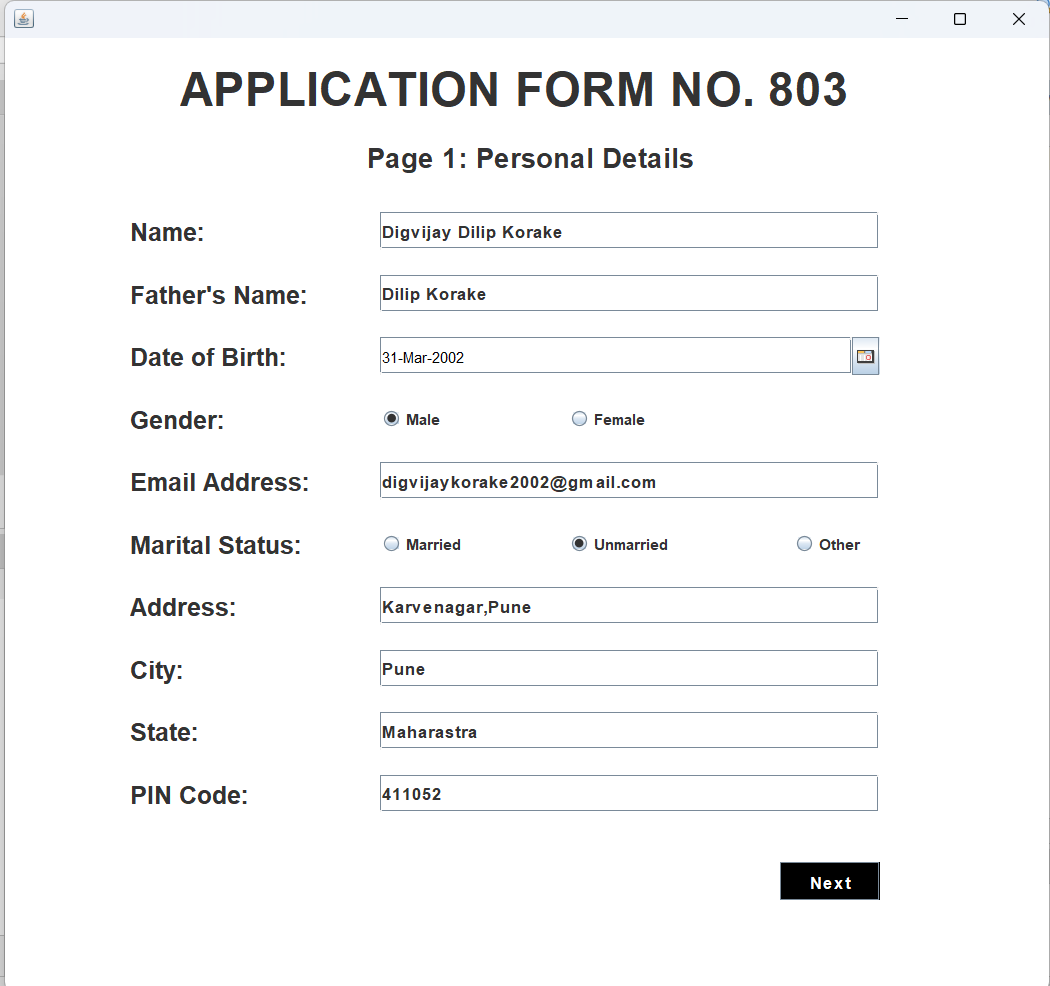 APPLICATION FORM NO. 803
Page 1: Personal Details
Name: Digvijay Dilip Korake
Father's Name: Dilip Korake
Date of Birth: 31-Mar-2002
Gender: Male Female
Email Address: digvijaykorake2002@gmail.com
Marital Status: Married Unmarried Other
Address: Karvenagar,Pune
City: Pune
State: Maharastra
PIN Code: 411052
Next